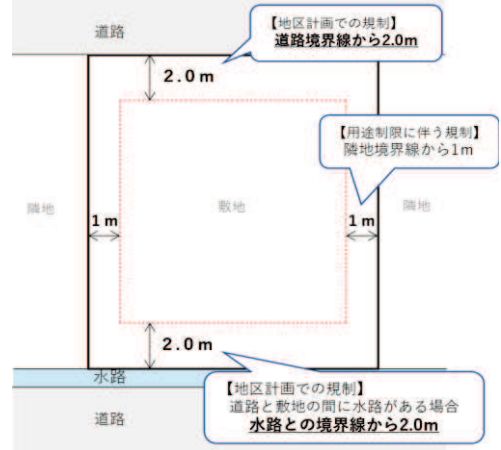 道路
【地区計画での規制】
道路境界線から2.0m
2.0m
【用途制限に伴う規制】
隣地境界線から1m
隣地
1m
敷地
1m
隣地
2.0m
水路
【地区計画での規制】
道路と敷地の間に水路がある場合
水路との境界線から2.0m
道路